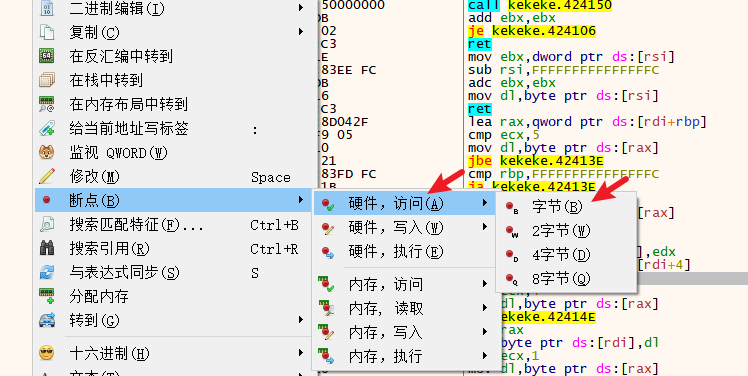 二进制编辑(I)
复制(C)
在反汇编中转到
在栈中转到
在内存布局中转到
给当前地址写标签 :
监视 QWORD(W)
修改(M) Space
断点(B)
搜索匹配特征(F)... Ctrl+B
搜索引用(R) Ctrl+R
与表达式同步(S) S
分配内存
转到(G)
十六进制(H)
硬件，访问(A)
硬件，写入(W)
硬件，执行(E)
内存，访问
内存，读取
内存，写入
内存，执行
字节(B)
2字节(W)
4字节(D)
8字节(Q)
50000000
DB
02
C3
1E
83EE FC
DB
16
C3
8D042F
F9 05
10
21
83FD FC
1B
call kekeke.424150
add ebx,ebx
je kekeke.424106
ret
mov ebx,dword ptr ds:[rsi]
sub rsi,FFFFFFFFFFFFFFFC
adc ebx,ebx
mov dl,byte ptr ds:[rsi]
ret
lea rax,qword ptr ds:[rdi+rbp]
cmp ecx,5
mov dl,byte ptr ds:[rax]
jbe kekeke.42413E
cmp rbp,FFFFFFFFFFFFFFFC
ja kekeke.42413E
[rax]
],edx
[rdi+4]
dl,byte ptr ds:[rax]
kekeke.42414E
rax
byte ptr ds:[rdi],dl
ecx,1
dl,byte ptr ds:[rax]